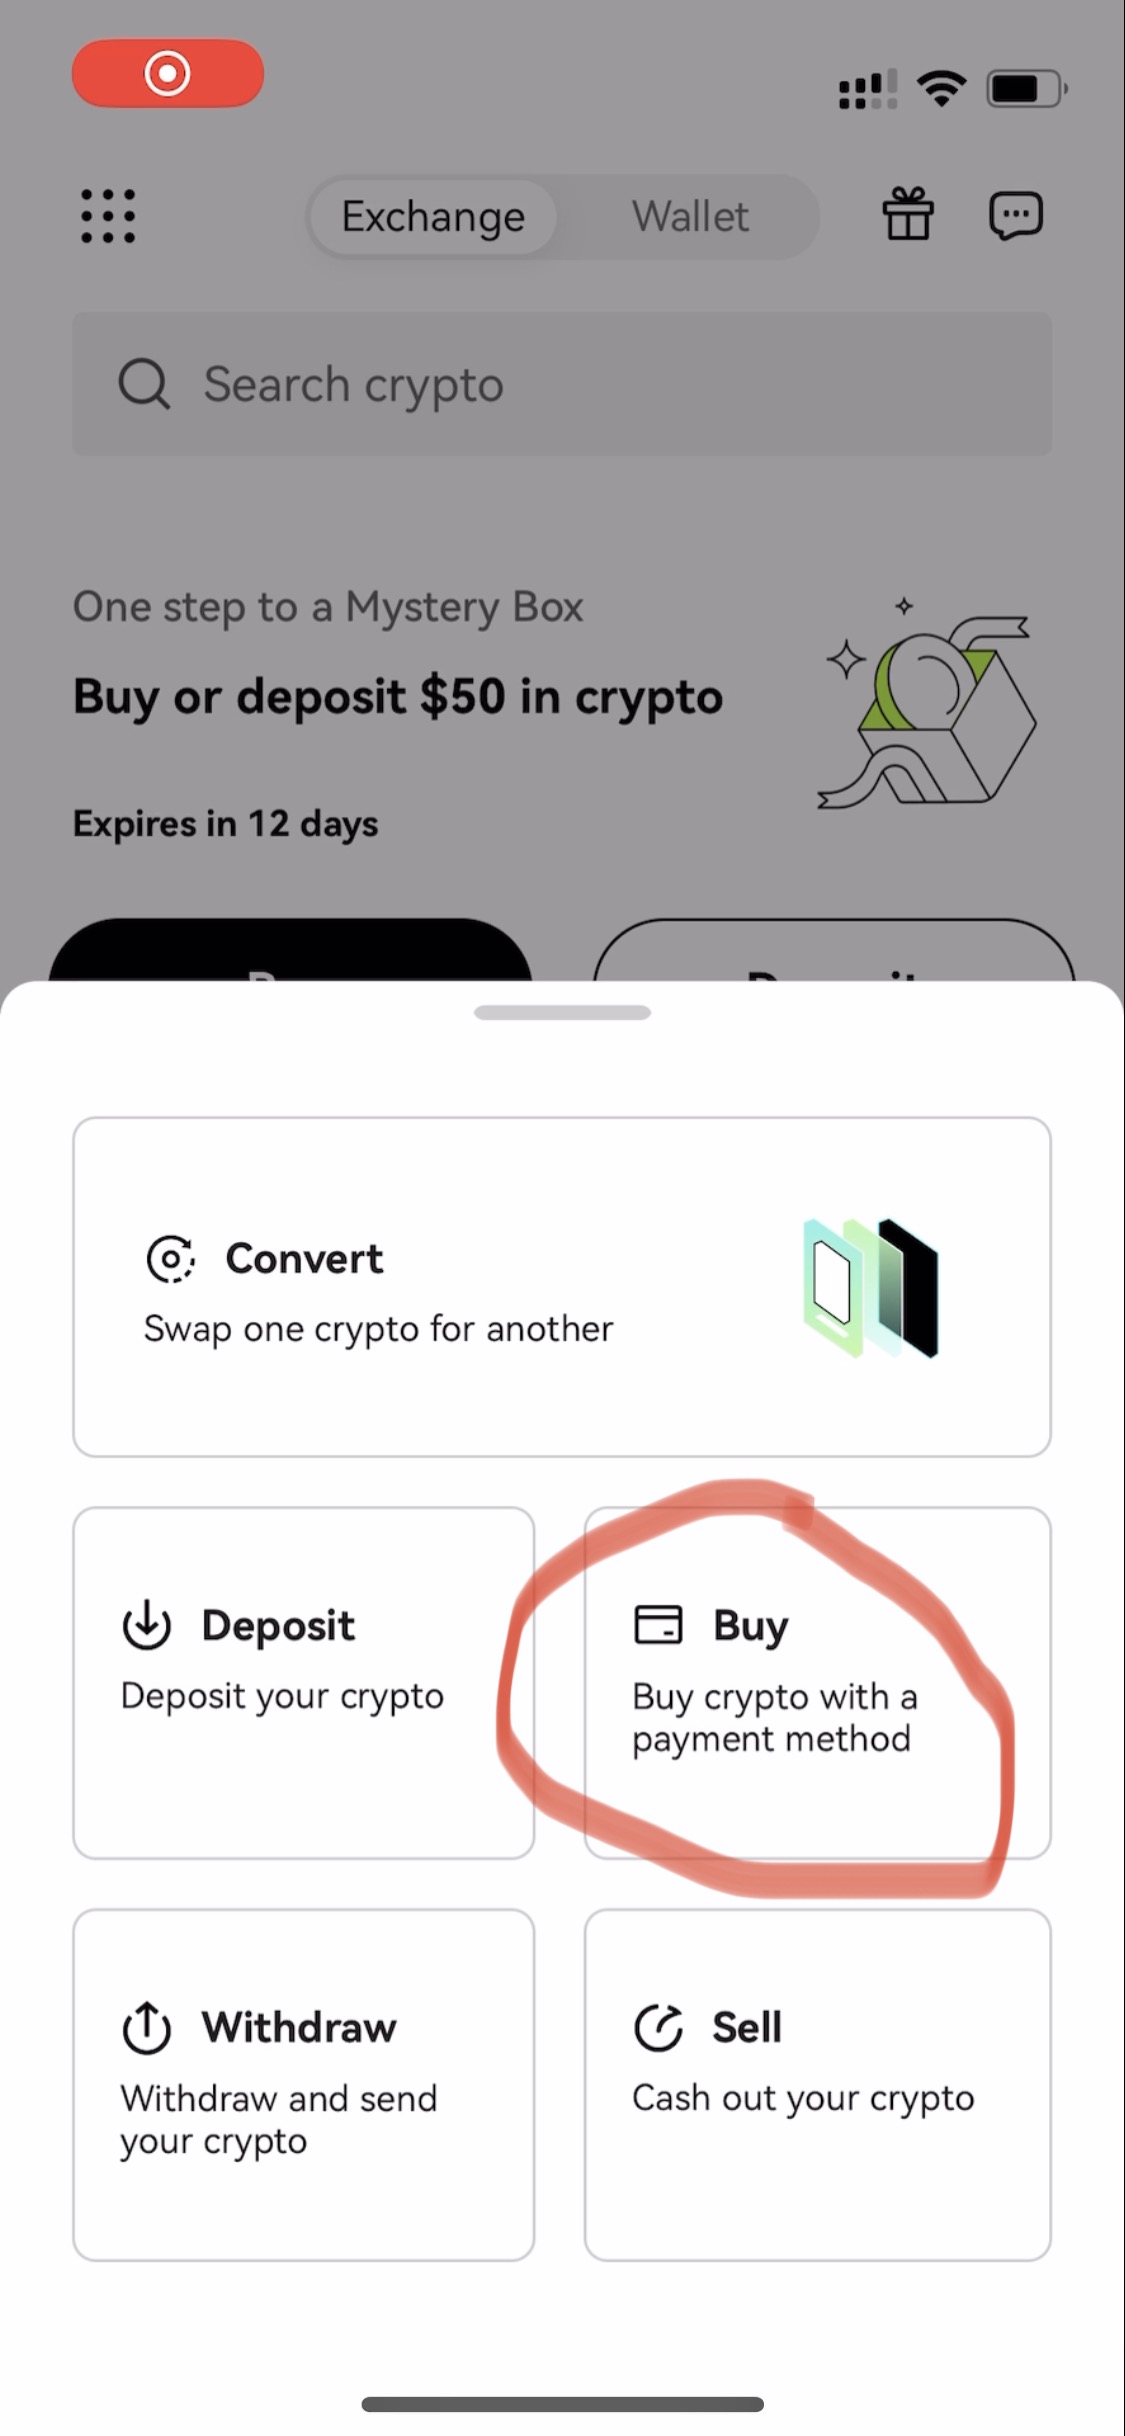 Exchange Wallet
Search crypto
One step to a Mystery Box
Buy or deposit $50 in crypto
Expires in 12 days
Convert
Swap one crypto for another
Deposit
Deposit your crypto
Buy
Buy crypto with a
payment method
Withdraw
Withdraw and send
your crypto
Sell
Cash out your crypto